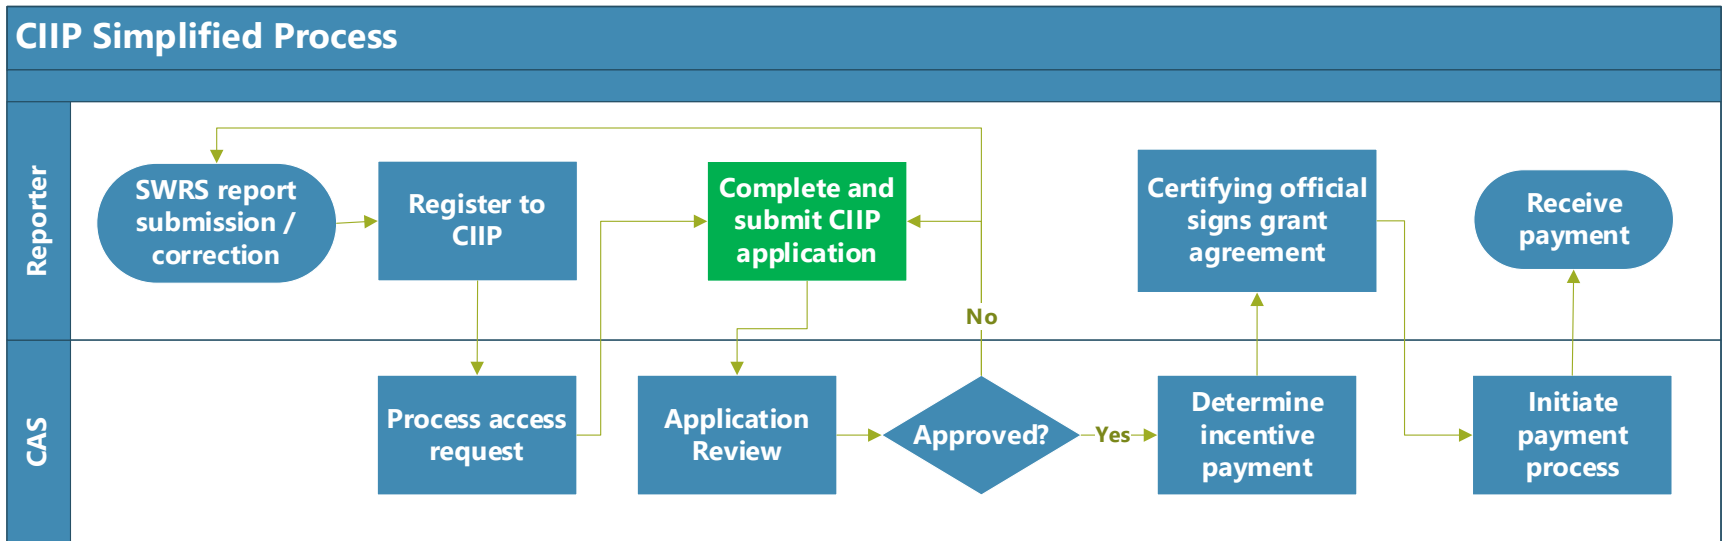 CIIP Simplified Process
Reporter
SWRS report
submission /
correction
Register to
CIIP
Complete and
submit CIIP
application
Certifying official
signs grant
agreement
Receive
payment
No
CAS
Process access
request
Application
Review
Approved?
Yes
Determine
incentive
payment
Initiate
payment
process